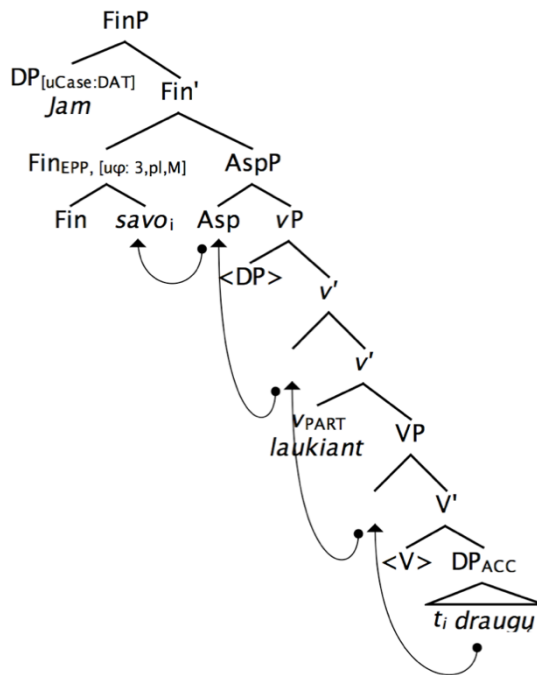 FinP
DP[uCase:DAT] Fin'
Jam
FinEPP, [uφ: 3,pl,M] AspP
Fin savoi Asp vP
<DP> v'
v'
vPART VP
laukiant
V'
<V> DPACC
ti draugų